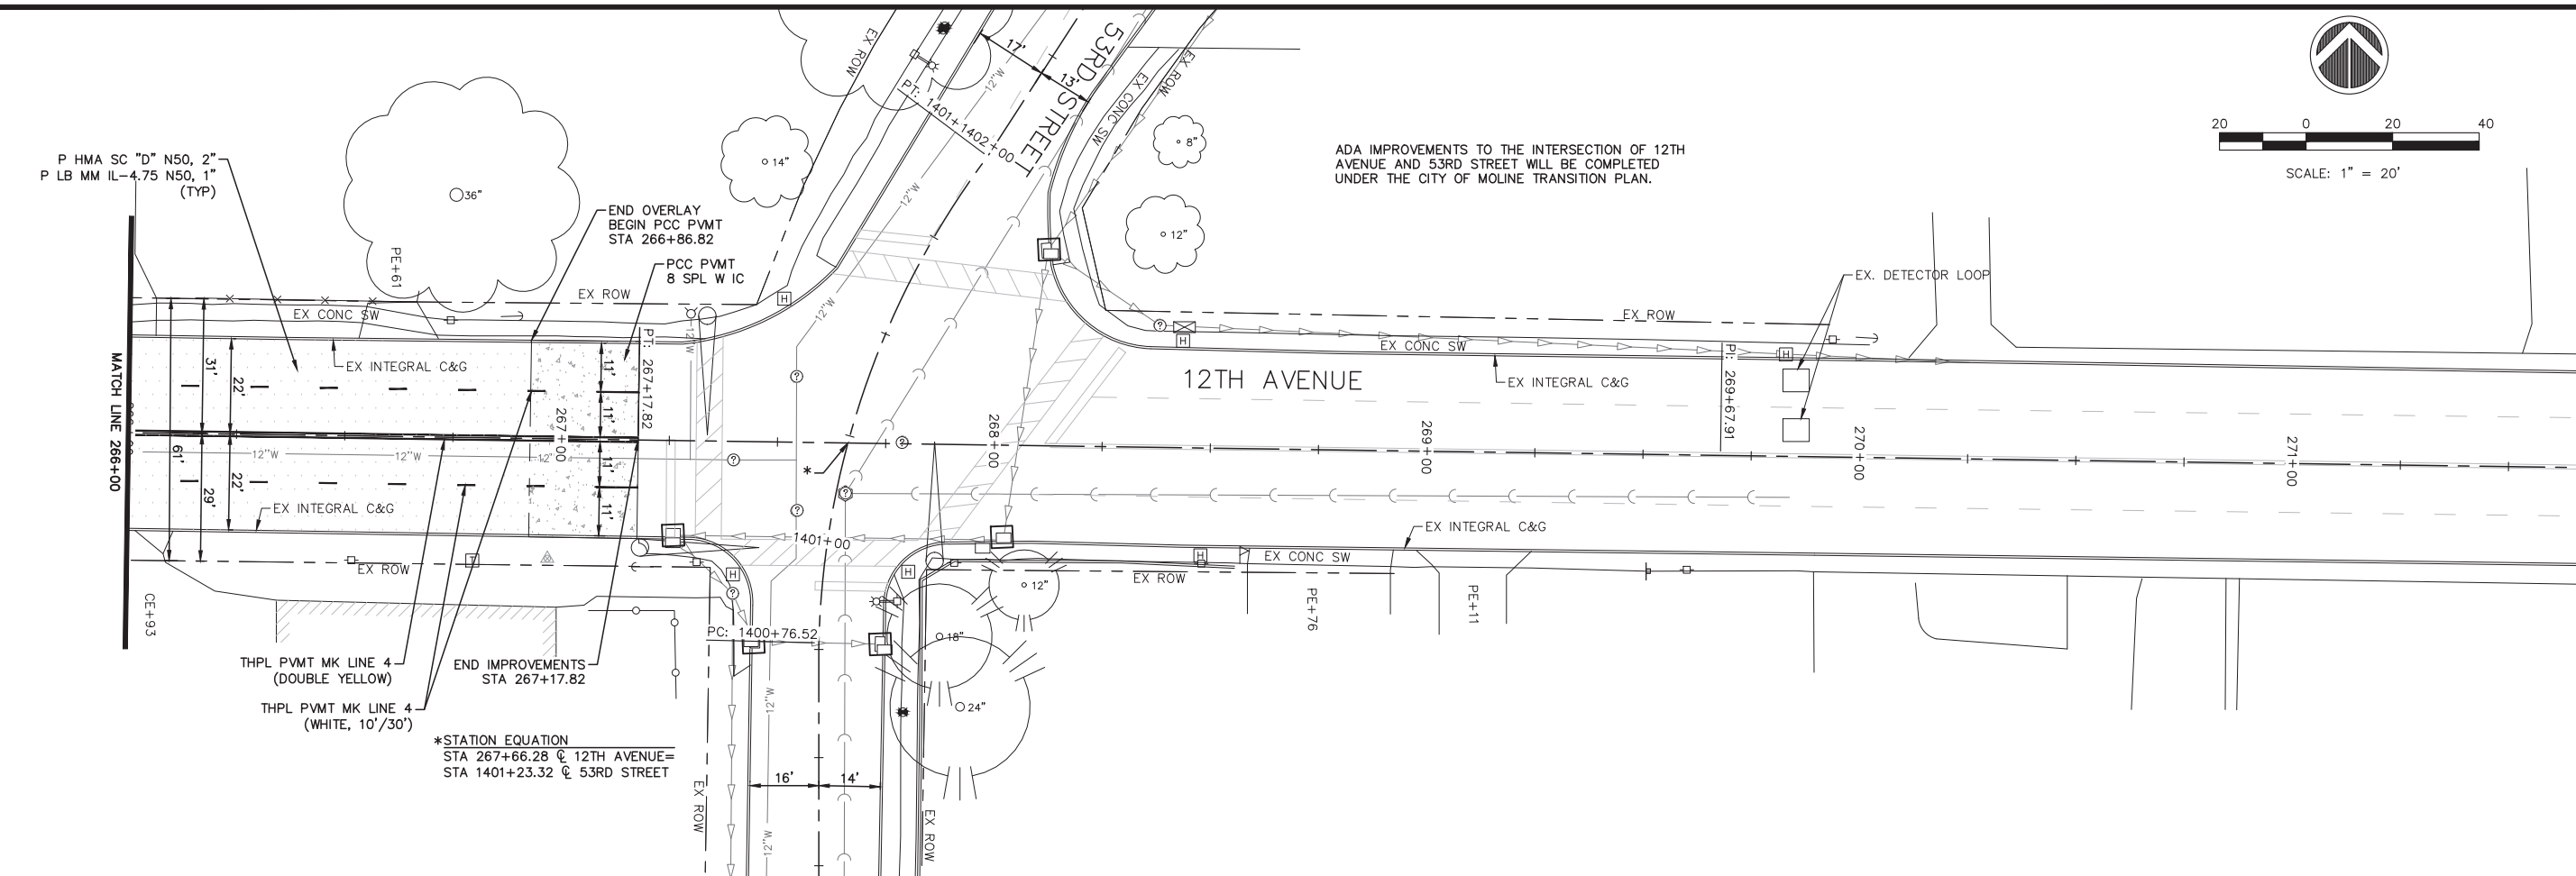 53RD STREET
17'
13'
EX ROW
EX ROW
EX CONC SW
12"W
12"W
PT: 1401+1402+00
14"
8"
12"
36"
20 0 20 40
SCALE: 1" = 20'
ADA IMPROVEMENTS TO THE INTERSECTION OF 12TH
AVENUE AND 53RD STREET WILL BE COMPLETED
UNDER THE CITY OF MOLINE TRANSITION PLAN.
P HMA SC "D" N50, 2"
P LB MM IL-4.75 N50, 1"
(TYP)
END OVERLAY
BEGIN PCC PVMT
STA 266+86.82
PCC PVMT
8 SPL W IC
PE+61
EX ROW
EX CONC SW
H
12"W
12"W
EX INTEGRAL C&G
PT: 267+17.82
EX. DETECTOR LOOP
EX ROW
?
H
EX CONC SW
EX INTEGRAL C&G
PI: 269+67.91
H
12TH AVENUE
MATCH LINE 266+00
31'
22'
61'
22'
29'
11'
11'
11'
11'
267+00
12"W
12"W
12"
?
?
?
?
?
*
268+00
269+00
270+00
271+00
EX INTEGRAL C&G
EX INTEGRAL C&G
1401+00
EX ROW
T
H
?
H
H
EX CONC SW
EX ROW
12"
18"
24"
CE+93
PE+76
PE+11
PC: 1400+76.52
THPL PVMT MK LINE 4
(DOUBLE YELLOW)
END IMPROVEMENTS
STA 267+17.82
THPL PVMT MK LINE 4
(WHITE, 10'/30')
*STATION EQUATION
STA 267+66.28 ℄ 12TH AVENUE=
STA 1401+23.32 ℄ 53RD STREET
12"W
12"W
16'
14'
EX ROW
EX ROW